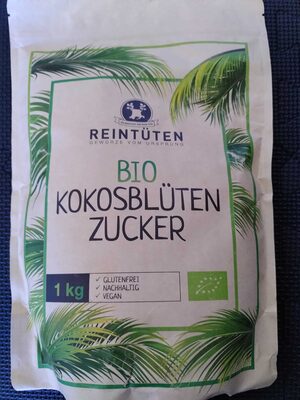 REINTÜTEN
GEWÜRZE VOM URSPRUNG
BIO
KOKOSBLÜTEN
ZUCKER
1 kg
✓ GLUTENFREI
✓ NACHHALTIG
✓ VEGAN